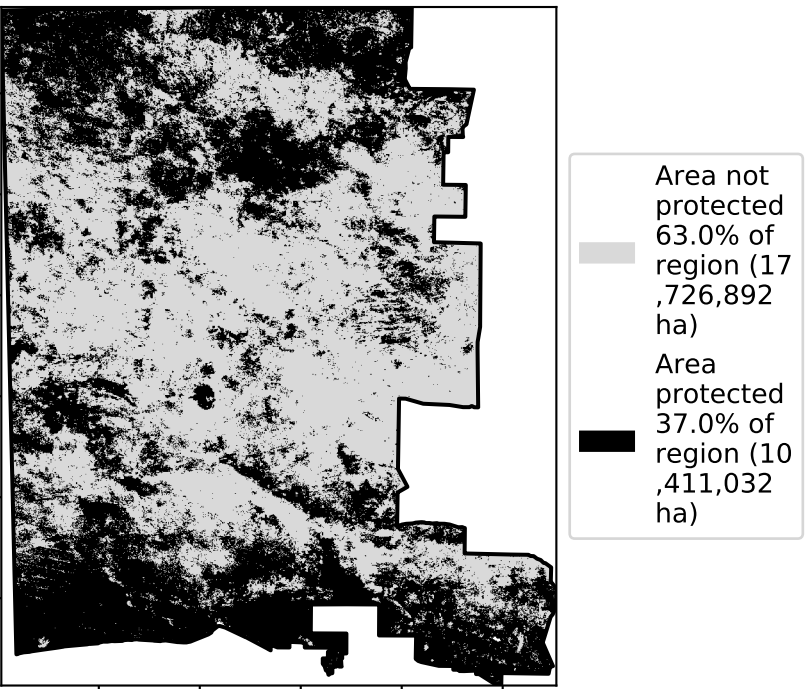 Area not
protected
63.0% of
region (17
,726,892
ha)
Area
protected
37.0% of
region (10
,411,032
ha)